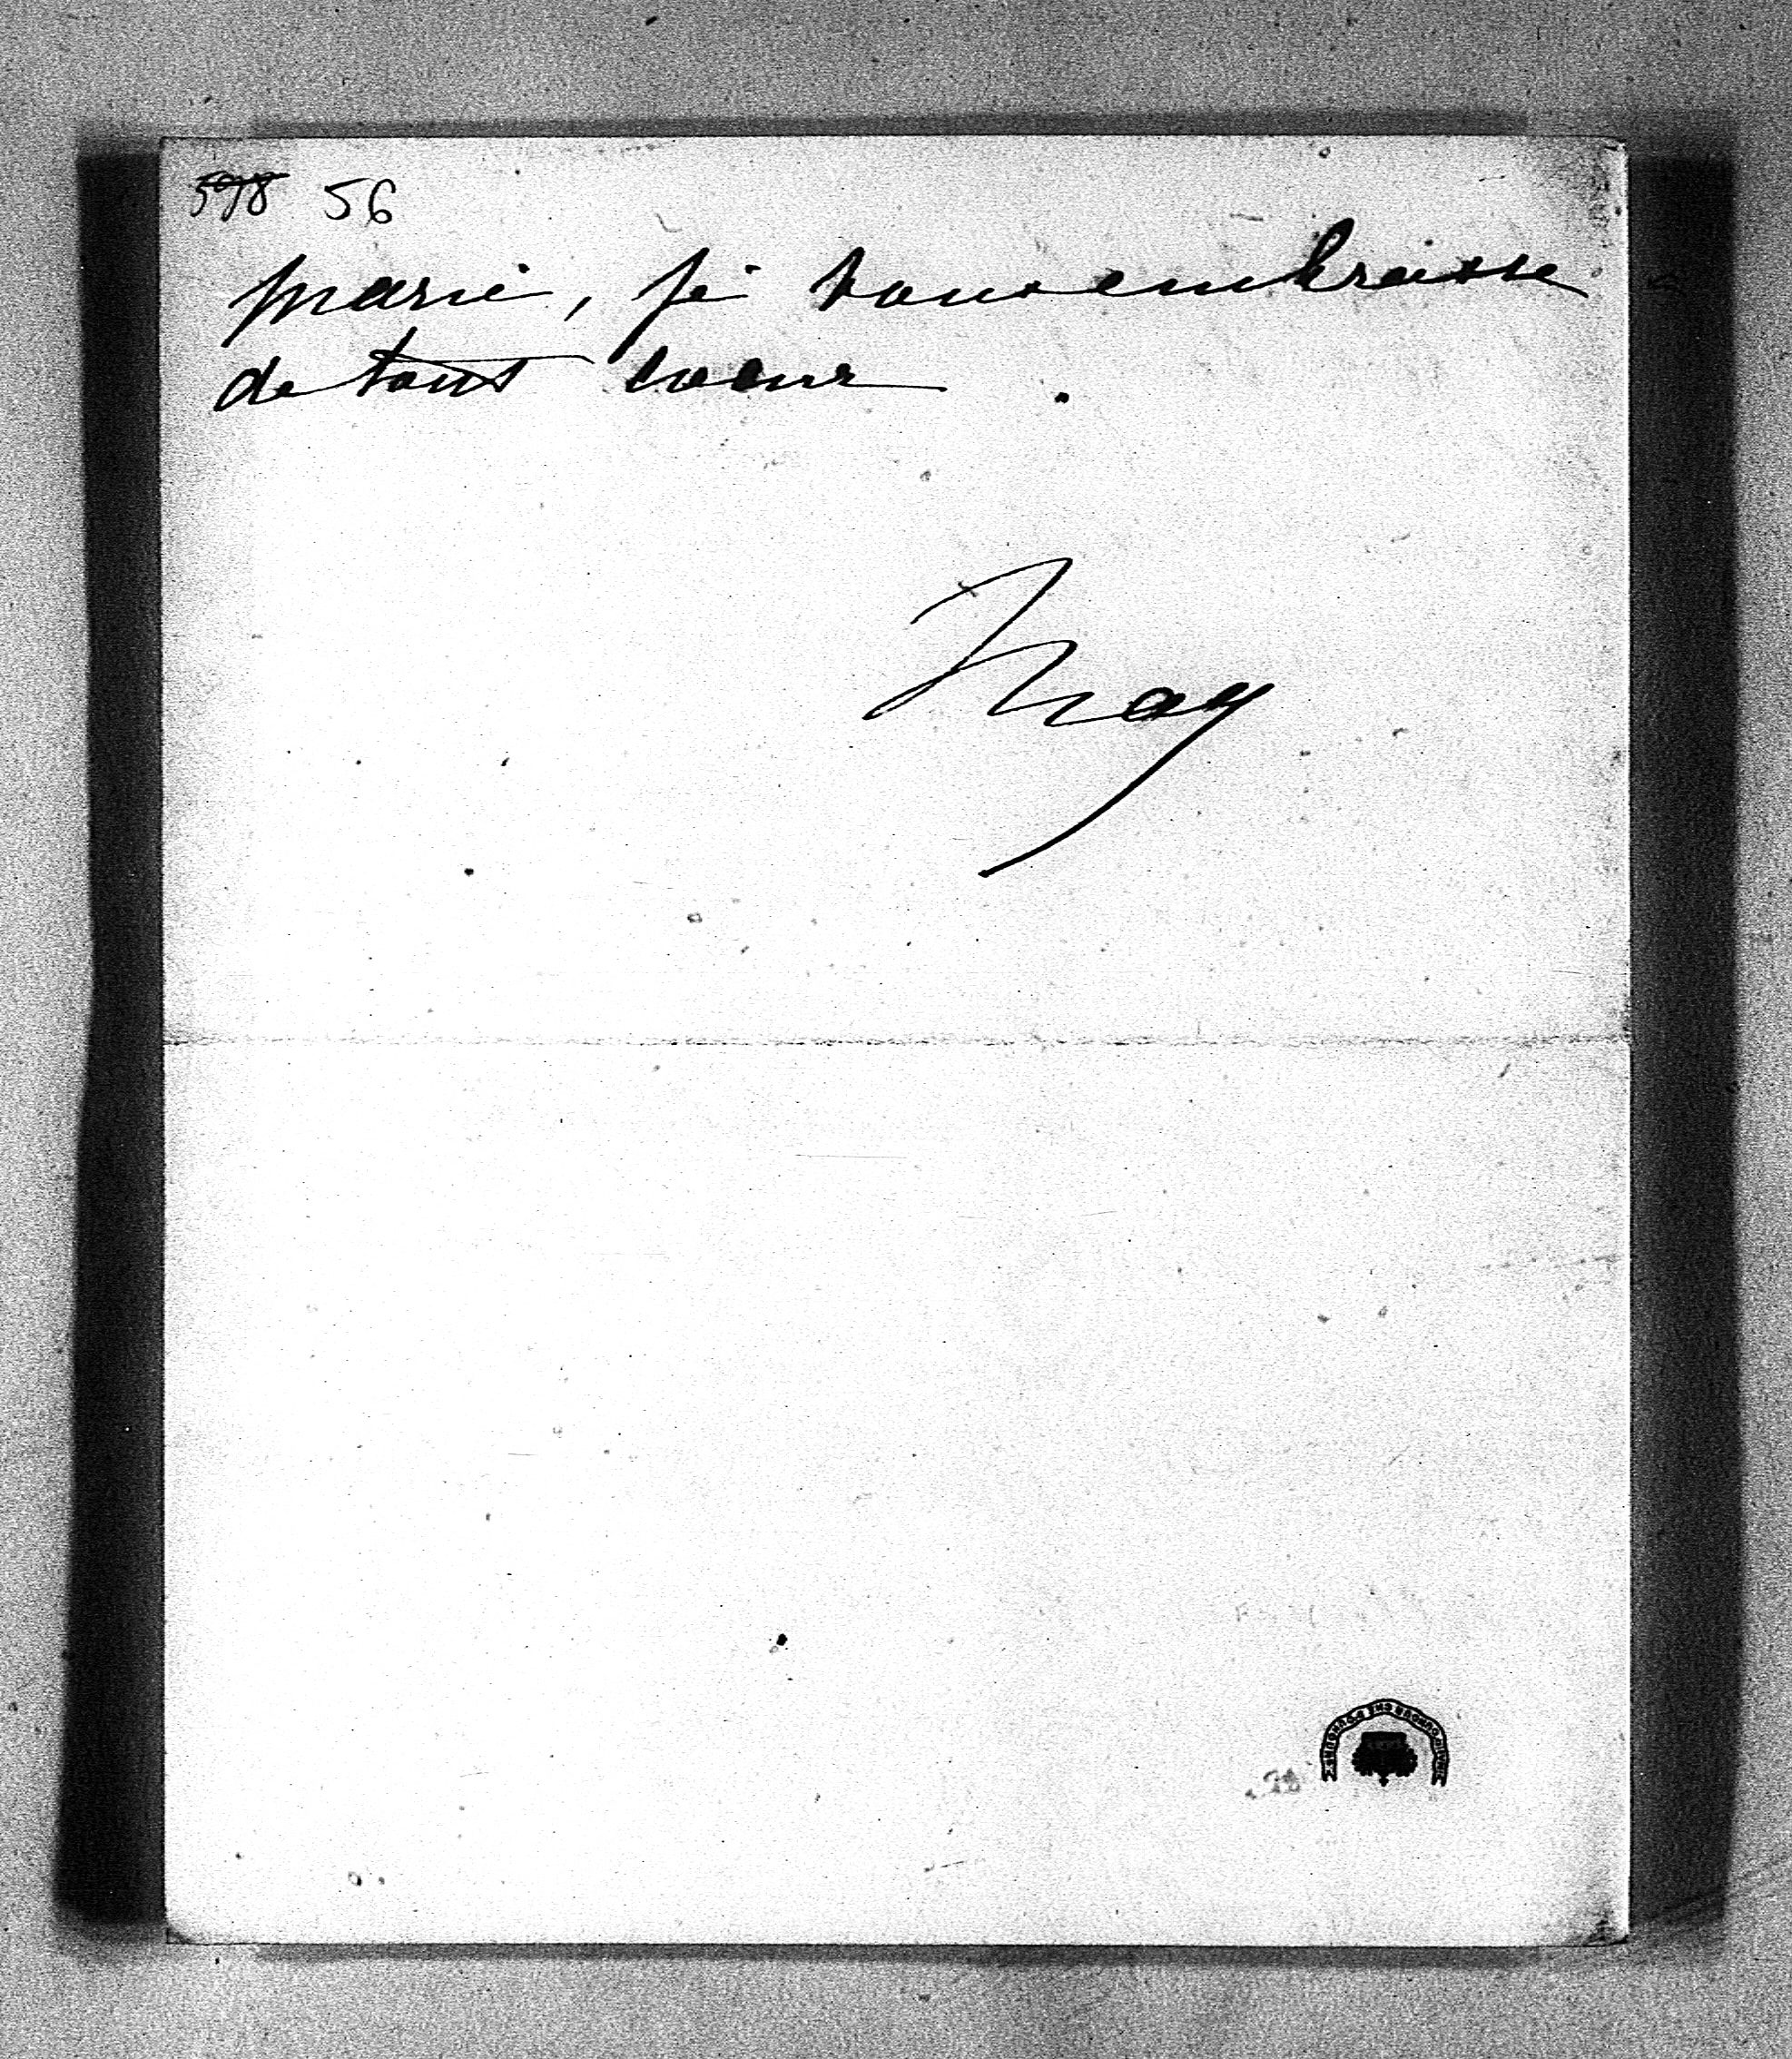 598 56
marie, je vous embrasse
de tout coeur
May